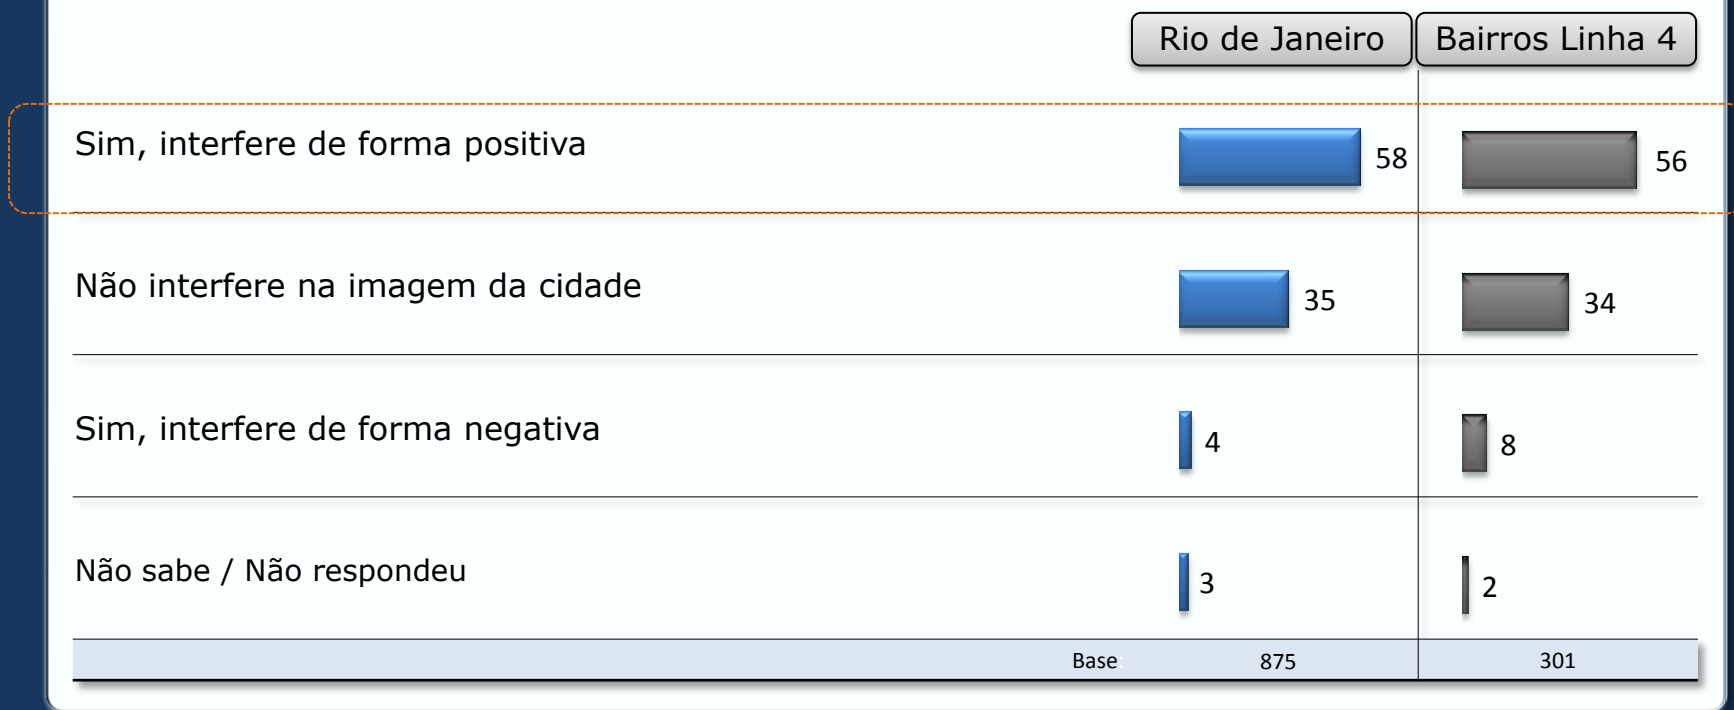 Rio de Janeiro Bairros Linha 4
Sim, interfere de forma positiva 58 56
Não interfere na imagem da cidade 35 34
Sim, interfere de forma negativa 4 8
Não sabe / Não respondeu 3 2
Base: 875 301